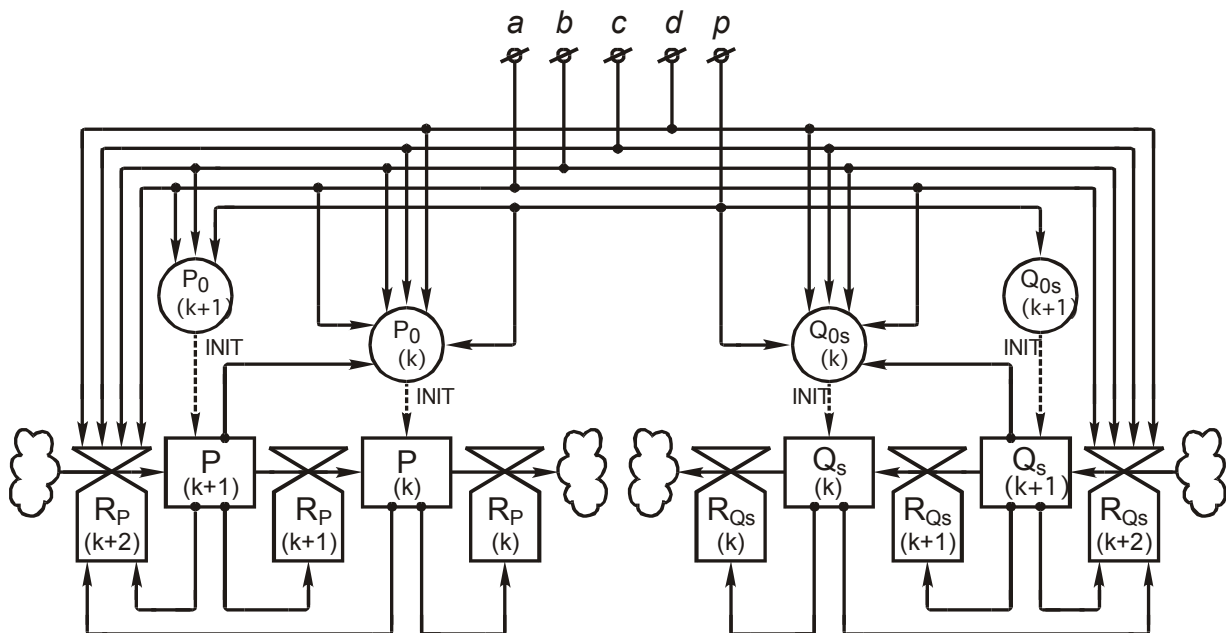 a b c d p
P0 (k+1)
Q0s (k+1)
P0 (k)
Q0s (k)
INIT
INIT
INIT
INIT
P (k+1)
P (k)
Qs (k)
Qs (k+1)
RP (k+2)
RP (k+1)
RP (k)
RQs (k)
RQs (k+1)
RQs (k+2)